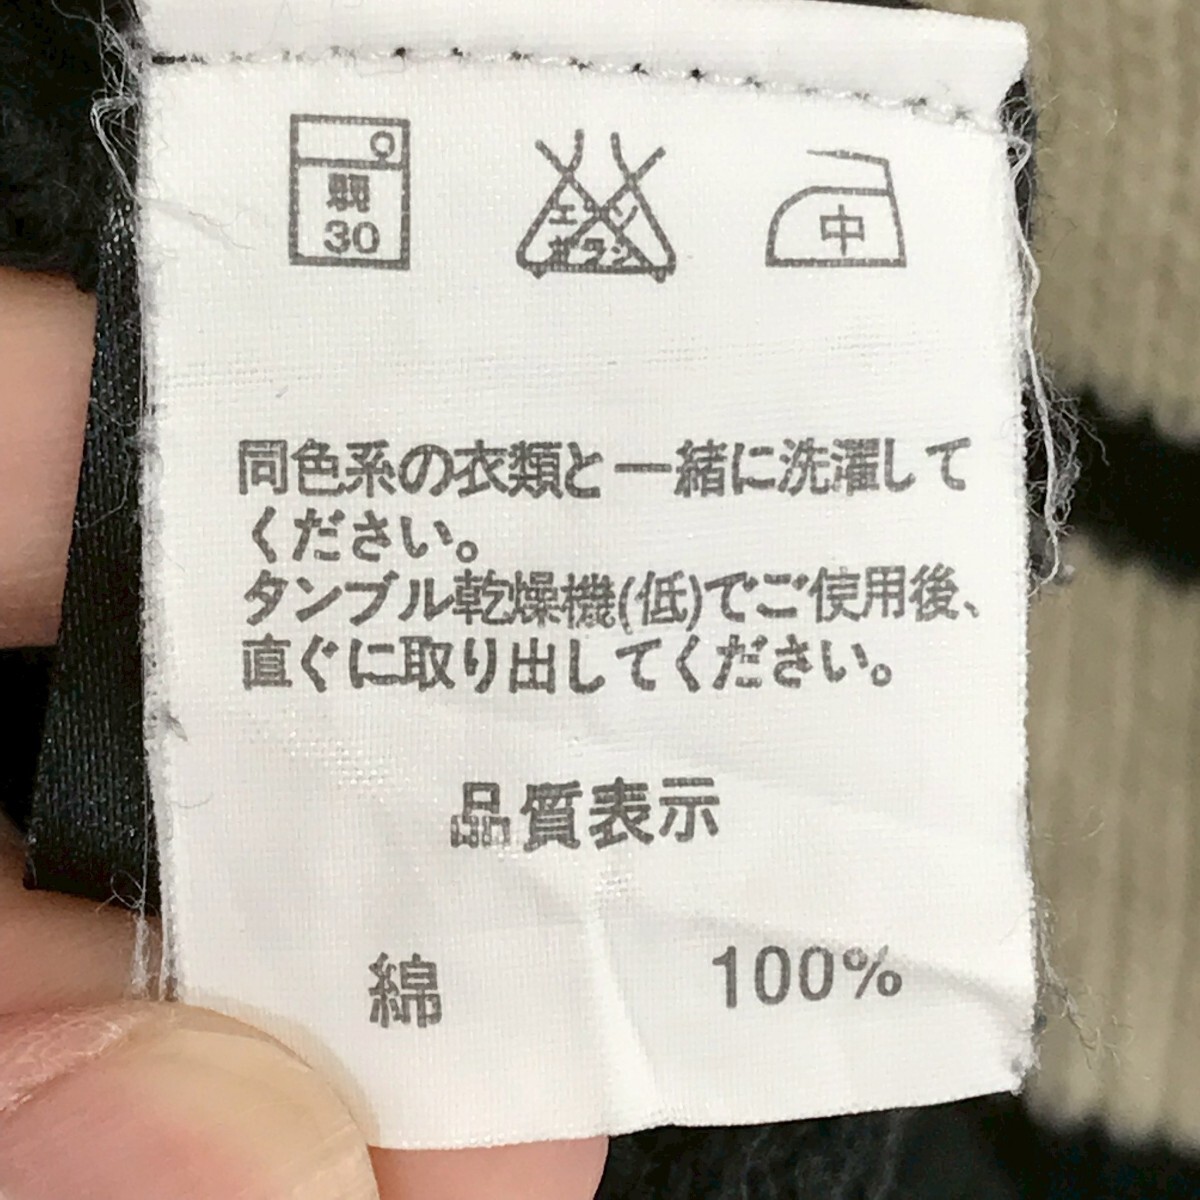 弱
30
エンソ
サラシ
中
同色系の衣類と一緒に洗濯して
ください。
タンブル乾燥機(低)でご使用後、
直ぐに取り出してください。
品質表示
綿 100%